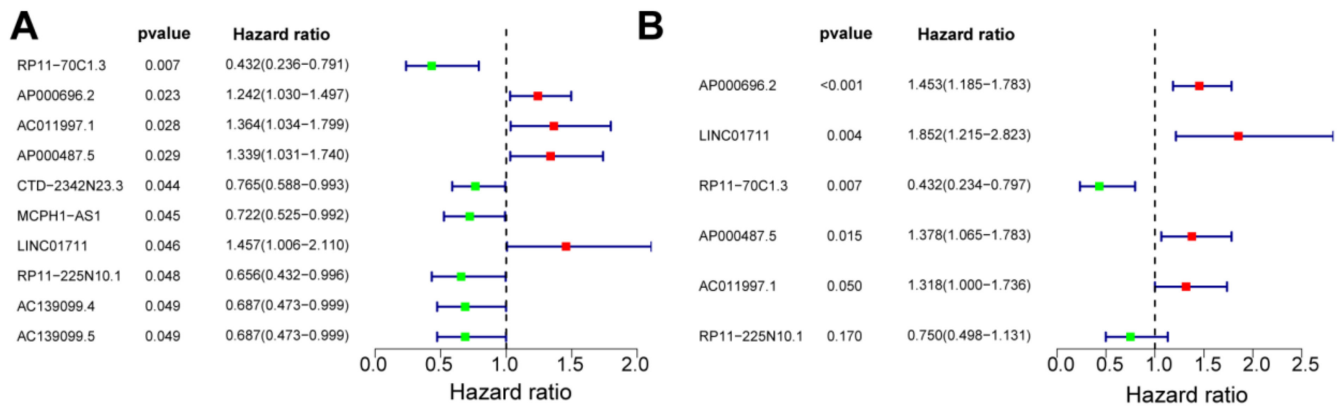 A
pvalue Hazard ratio
RP11−70C1.3 0.007 0.432(0.236−0.791)
AP000696.2 0.023 1.242(1.030−1.497)
AC011997.1 0.028 1.364(1.034−1.799)
AP000487.5 0.029 1.339(1.031−1.740)
CTD−2342N23.3 0.044 0.765(0.588−0.993)
MCPH1−AS1 0.045 0.722(0.525−0.992)
LINC01711 0.046 1.457(1.006−2.110)
RP11−225N10.1 0.048 0.656(0.432−0.996)
AC139099.4 0.049 0.687(0.473−0.999)
AC139099.5 0.049 0.687(0.473−0.999)
0.0 0.5 1.0 1.5 2.0
Hazard ratio
B
pvalue Hazard ratio
AP000696.2 <0.001 1.453(1.185−1.783)
LINC01711 0.004 1.852(1.215−2.823)
RP11−70C1.3 0.007 0.432(0.234−0.797)
AP000487.5 0.015 1.378(1.065−1.783)
AC011997.1 0.050 1.318(1.000−1.736)
RP11−225N10.1 0.170 0.750(0.498−1.131)
0.0 0.5 1.0 1.5 2.0 2.5
Hazard ratio